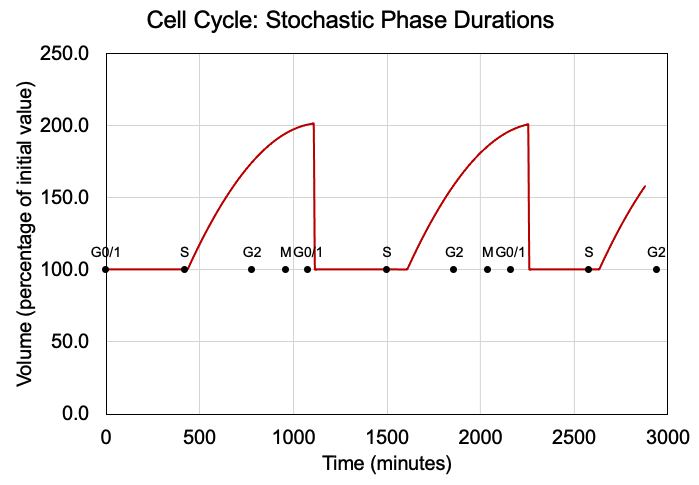 Cell Cycle: Stochastic Phase Durations
250.0
200.0
150.0
100.0
50.0
0.0
Volume (percentage of initial value)
G0/1 S G2 M G0/1 S G2 M G0/1 S G2
0 500 1000 1500 2000 2500 3000
Time (minutes)